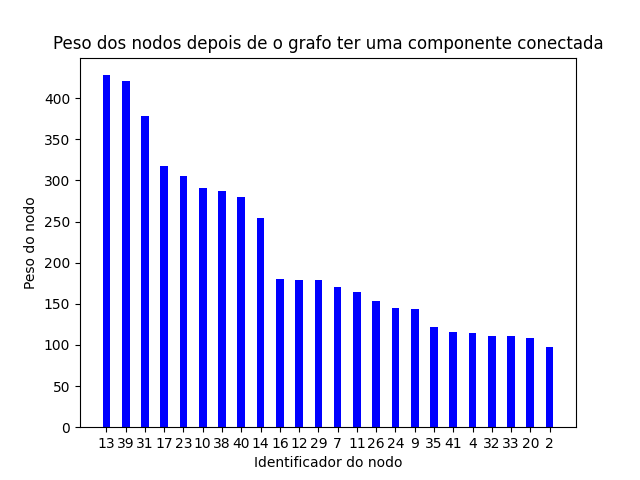 Peso dos nodos depois de o grafo ter uma componente conectada
400
350
300
250
200
150
100
50
0
Peso do nodo
13 39 31 17 23 10 38 40 14 16 12 29 7 11 26 24 9 35 41 4 32 33 20 2
Identificador do nodo